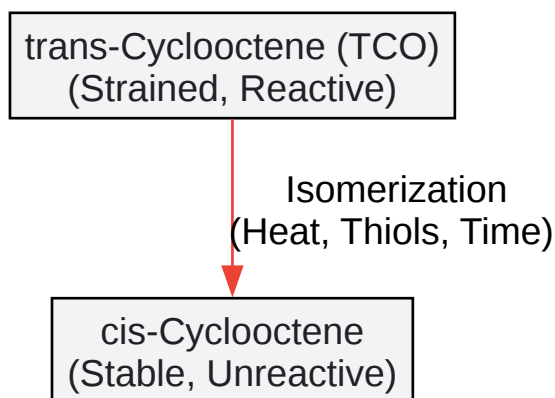 trans-Cyclooctene (TCO)
(Strained, Reactive)
Isomerization
(Heat, Thiols, Time)
cis-Cyclooctene
(Stable, Unreactive)